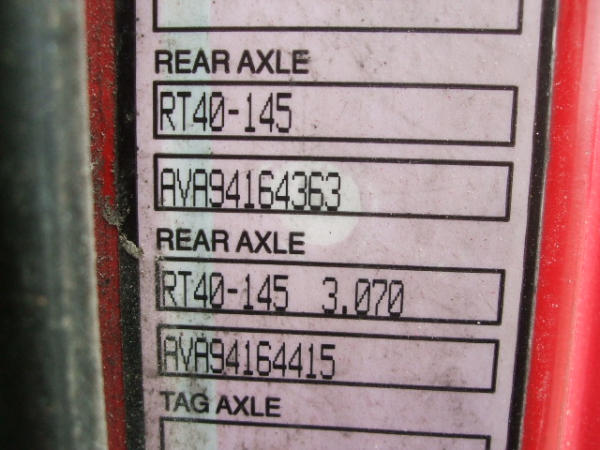 REAR AXLE
RT40-145
AVA94164363
REAR AXLE
RT40-145 3.070
AVA94164415
TAG AXLE